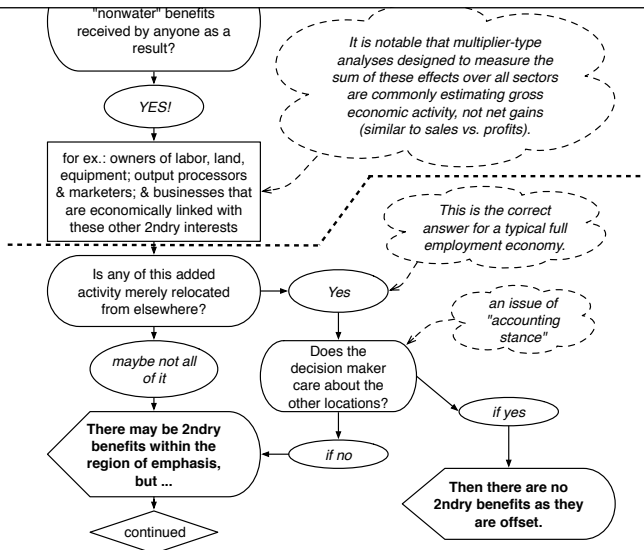 "nonwater" benefits
received by anyone as a
result?
It is notable that multiplier-type
analyses designed to measure the
sum of these effects over all sectors
are commonly estimating gross
economic activity, not net gains
(similar to sales vs. profits).
YES!
for ex.: owners of labor, land,
equipment; output processors
& marketers; & businesses that
are economically linked with
these other 2ndry interests
This is the correct
answer for a typical full
employment economy.
Is any of this added
activity merely relocated
from elsewhere?
Yes
an issue of
"accounting
stance"
maybe not all
of it
Does the
decision maker
care about the
other locations?
There may be 2ndry
benefits within the
region of emphasis,
but ...
if no
if yes
Then there are no
2ndry benefits as they
are offset.
continued